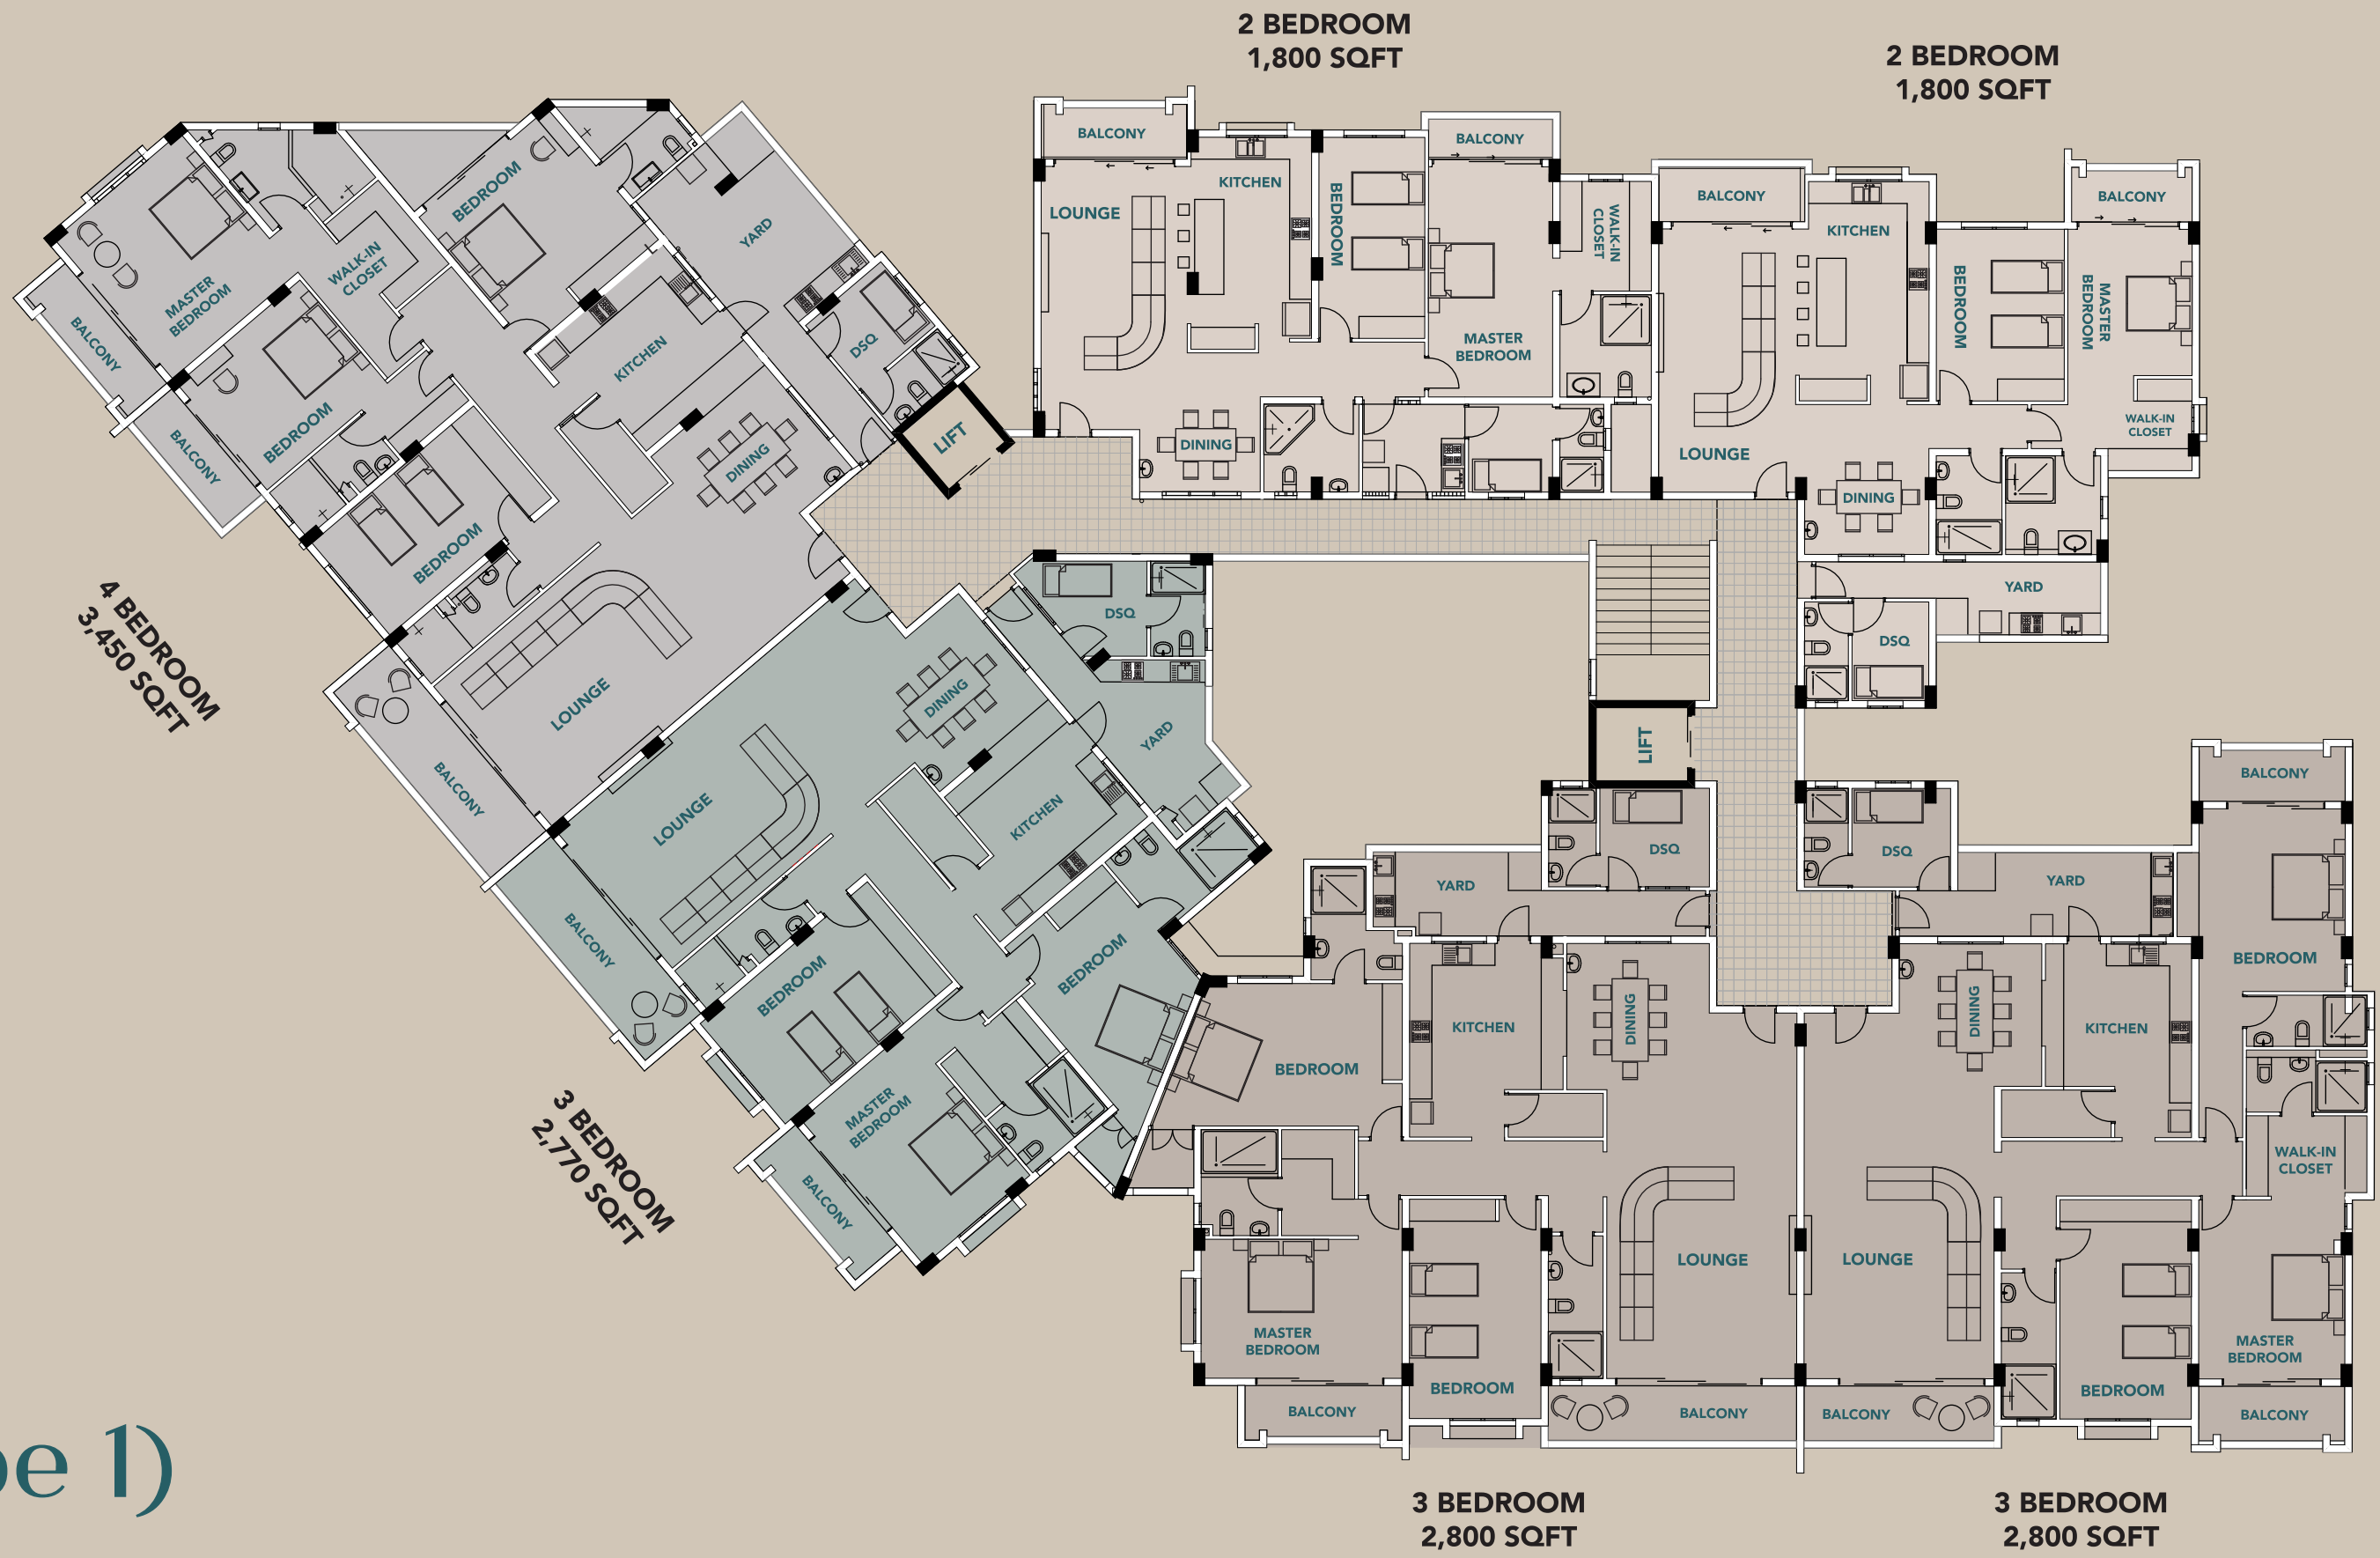 2 BEDROOM
1,800 SQFT
2 BEDROOM
1,800 SQFT
BALCONY
KITCHEN
LOUNGE
BEDROOM
BALCONY
WALK-IN
CLOSET
MASTER
BEDROOM
DINING
BALCONY
KITCHEN
BEDROOM
BALCONY
MASTER
BEDROOM
WALK-IN
CLOSET
LOUNGE
DINING
YARD
DSQ
BEDROOM
YARD
WALK-IN
CLOSET
MASTER
BEDROOM
BALCONY
KITCHEN
DSQ
BEDROOM
BALCONY
DINING
LIFT
BEDROOM
LOUNGE
BALCONY
4 BEDROOM
3,450 SQFT
DSQ
DINING
YARD
LOUNGE
KITCHEN
BALCONY
BEDROOM
BEDROOM
MASTER
BEDROOM
BALCONY
3 BEDROOM
2,770 SQFT
LIFT
DSQ
YARD
KITCHEN
DINING
BEDROOM
LOUNGE
MASTER
BEDROOM
BEDROOM
BALCONY
BALCONY
3 BEDROOM
2,800 SQFT
BALCONY
DSQ
YARD
BEDROOM
DINING
KITCHEN
WALK-IN
CLOSET
LOUNGE
MASTER
BEDROOM
BEDROOM
BALCONY
BALCONY
3 BEDROOM
2,800 SQFT
pe 1)